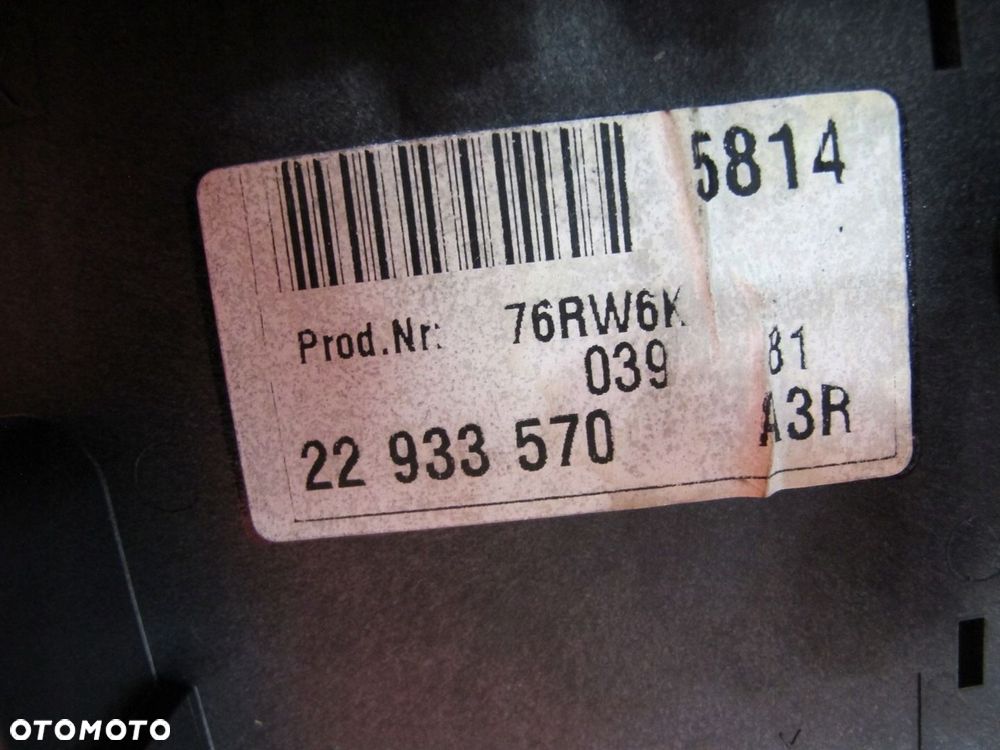 5814
Prod.Nr: 76RW6K
039 81
22 933 570 A3R
OTOMOTO